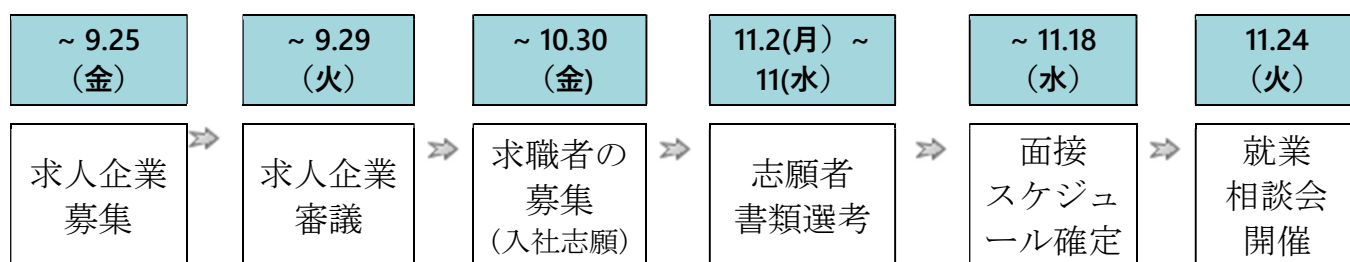 ~ 9.25
（金）
~ 9.29
（火）
~ 10.30
（金)
11.2(月）~
11(水）
~ 11.18
（水）
11.24
（火）
求人企業
募集
求人企業
審議
求職者の
募集
（入社志願）
志願者
書類選考
面接
スケジュ
ール確定
就業
相談会
開催